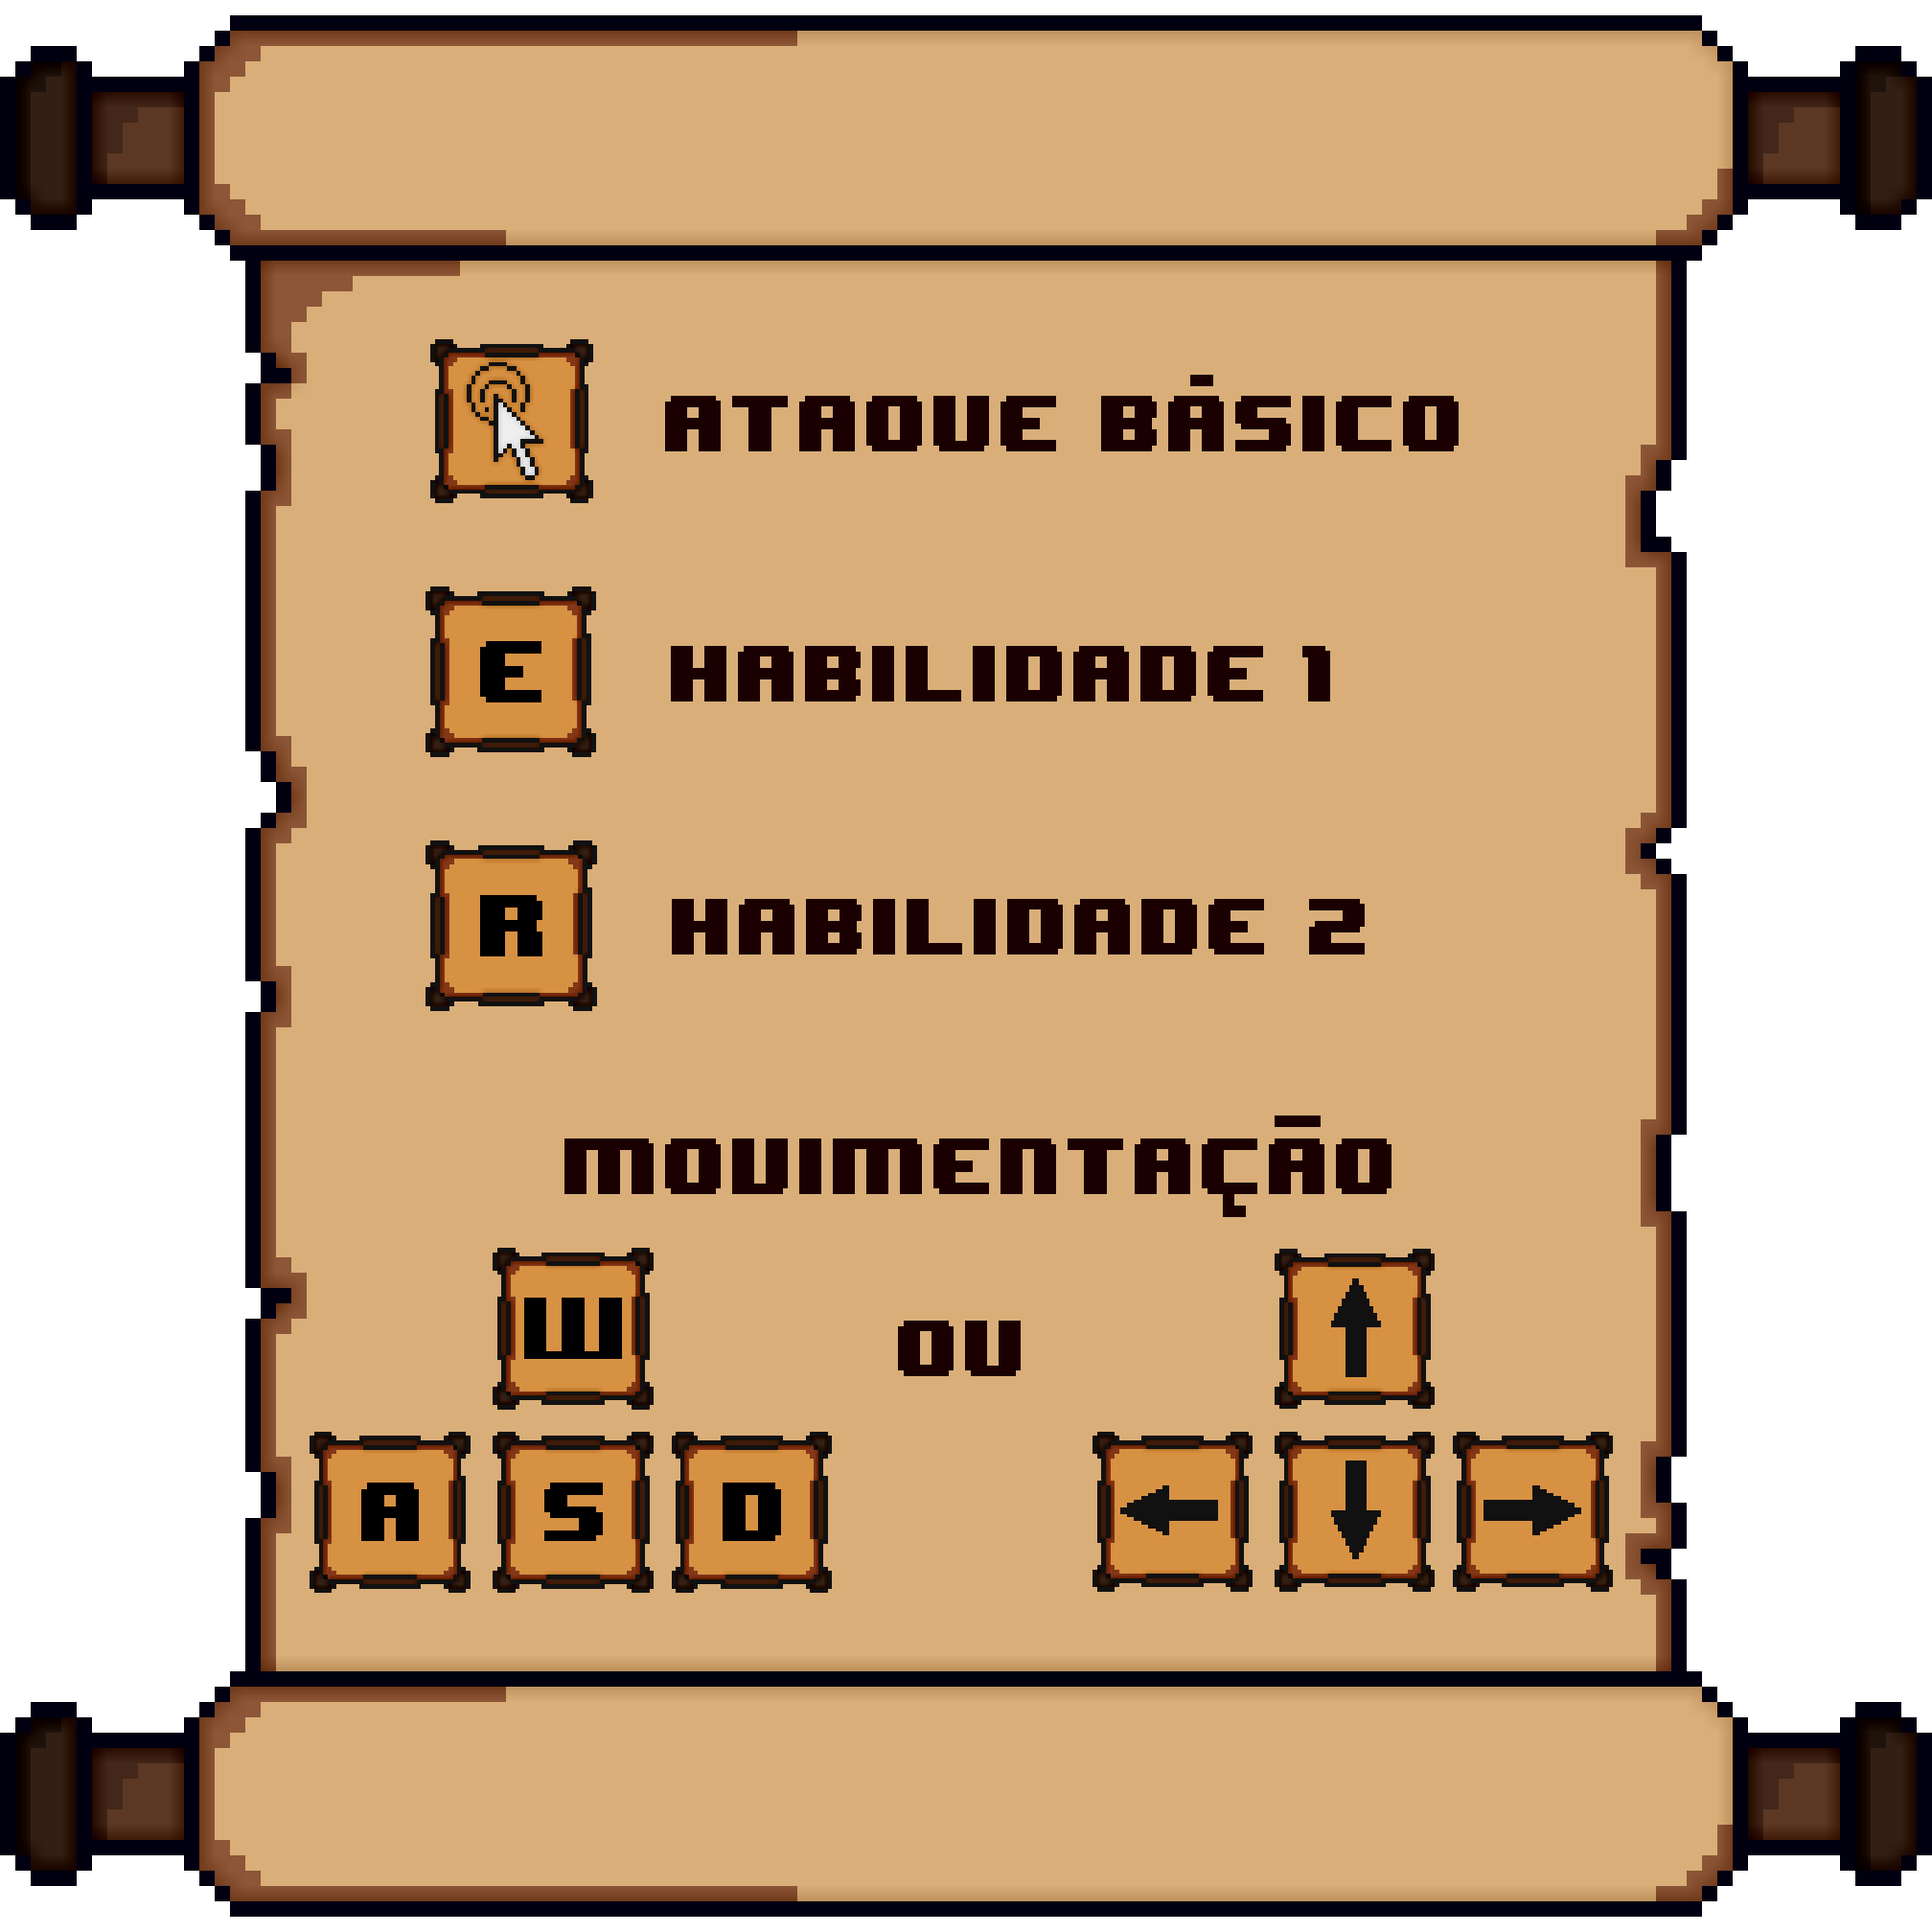 ATAQUE BÁSICO
E HABILIDADE 1
R HABILIDADE 2
MOVIMENTAÇÃO
W OU ↑
A S D ← ↓ →